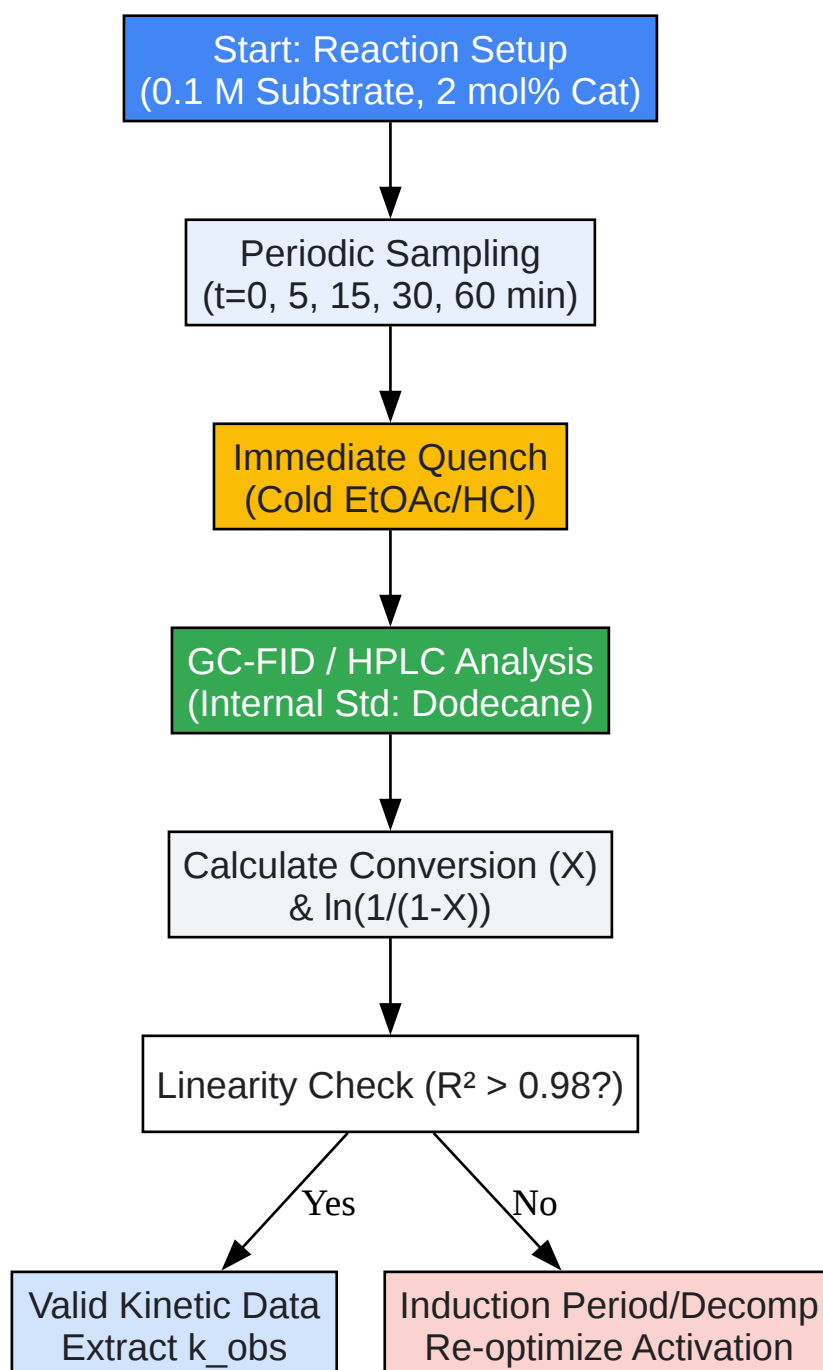 Start: Reaction Setup
(0.1 M Substrate, 2 mol% Cat)
Periodic Sampling
(t=0, 5, 15, 30, 60 min)
Immediate Quench
(Cold EtOAc/HCl)
GC-FID / HPLC Analysis
(Internal Std: Dodecane)
Calculate Conversion (X)
& ln(1/(1-X))
Linearity Check (R² > 0.98?)
Yes
No
Valid Kinetic Data
Extract k_obs
Induction Period/Decomp
Re-optimize Activation